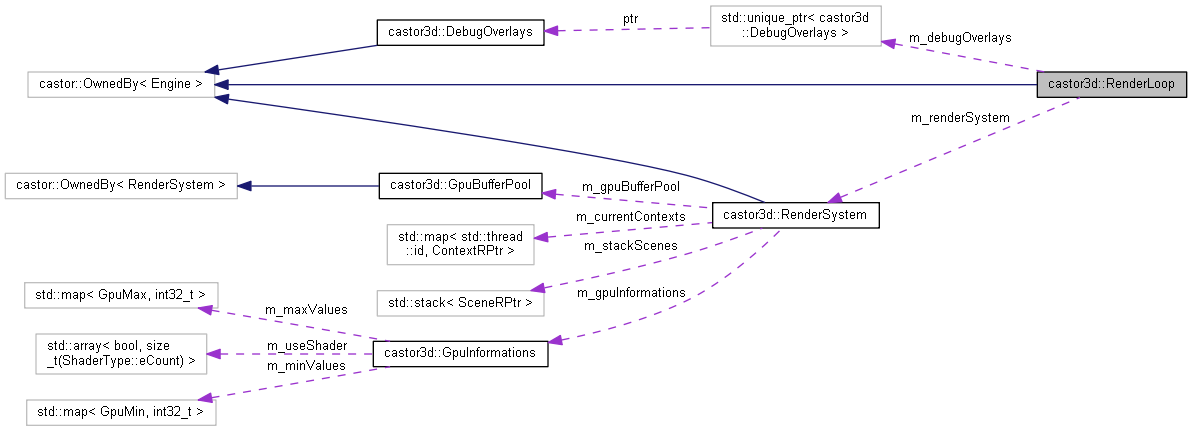 ptr
std::unique_ptr< castor3d
::DebugOverlays >
castor3d::DebugOverlays
m_debugOverlays
castor::OwnedBy< Engine >
castor3d::RenderLoop
m_renderSystem
castor::OwnedBy< RenderSystem >
castor3d::GpuBufferPool
m_gpuBufferPool
castor3d::RenderSystem
m_currentContexts
std::map< std::thread
::id, ContextRPtr >
m_stackScenes
std::stack< SceneRPtr >
m_gpuInformations
std::map< GpuMax, int32_t >
m_maxValues
std::array< bool, size
_t(ShaderType::eCount) >
m_useShader
castor3d::GpuInformations
m_minValues
std::map< GpuMin, int32_t >